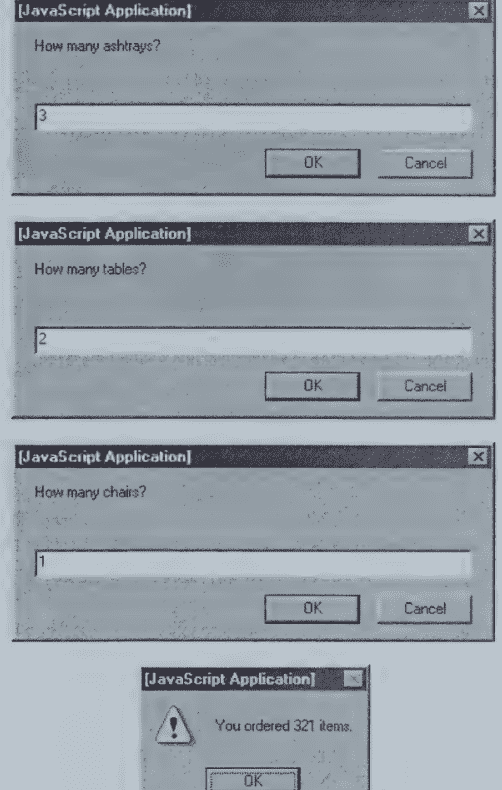 [JavaScript Application]
How many ashtrays?
3
OK Cancel
[JavaScript Application]
How many tables?
2
OK Cancel
[JavaScript Application]
How many chairs?
1
OK Cancel
[JavaScript Application]
You ordered 321 items.
OK